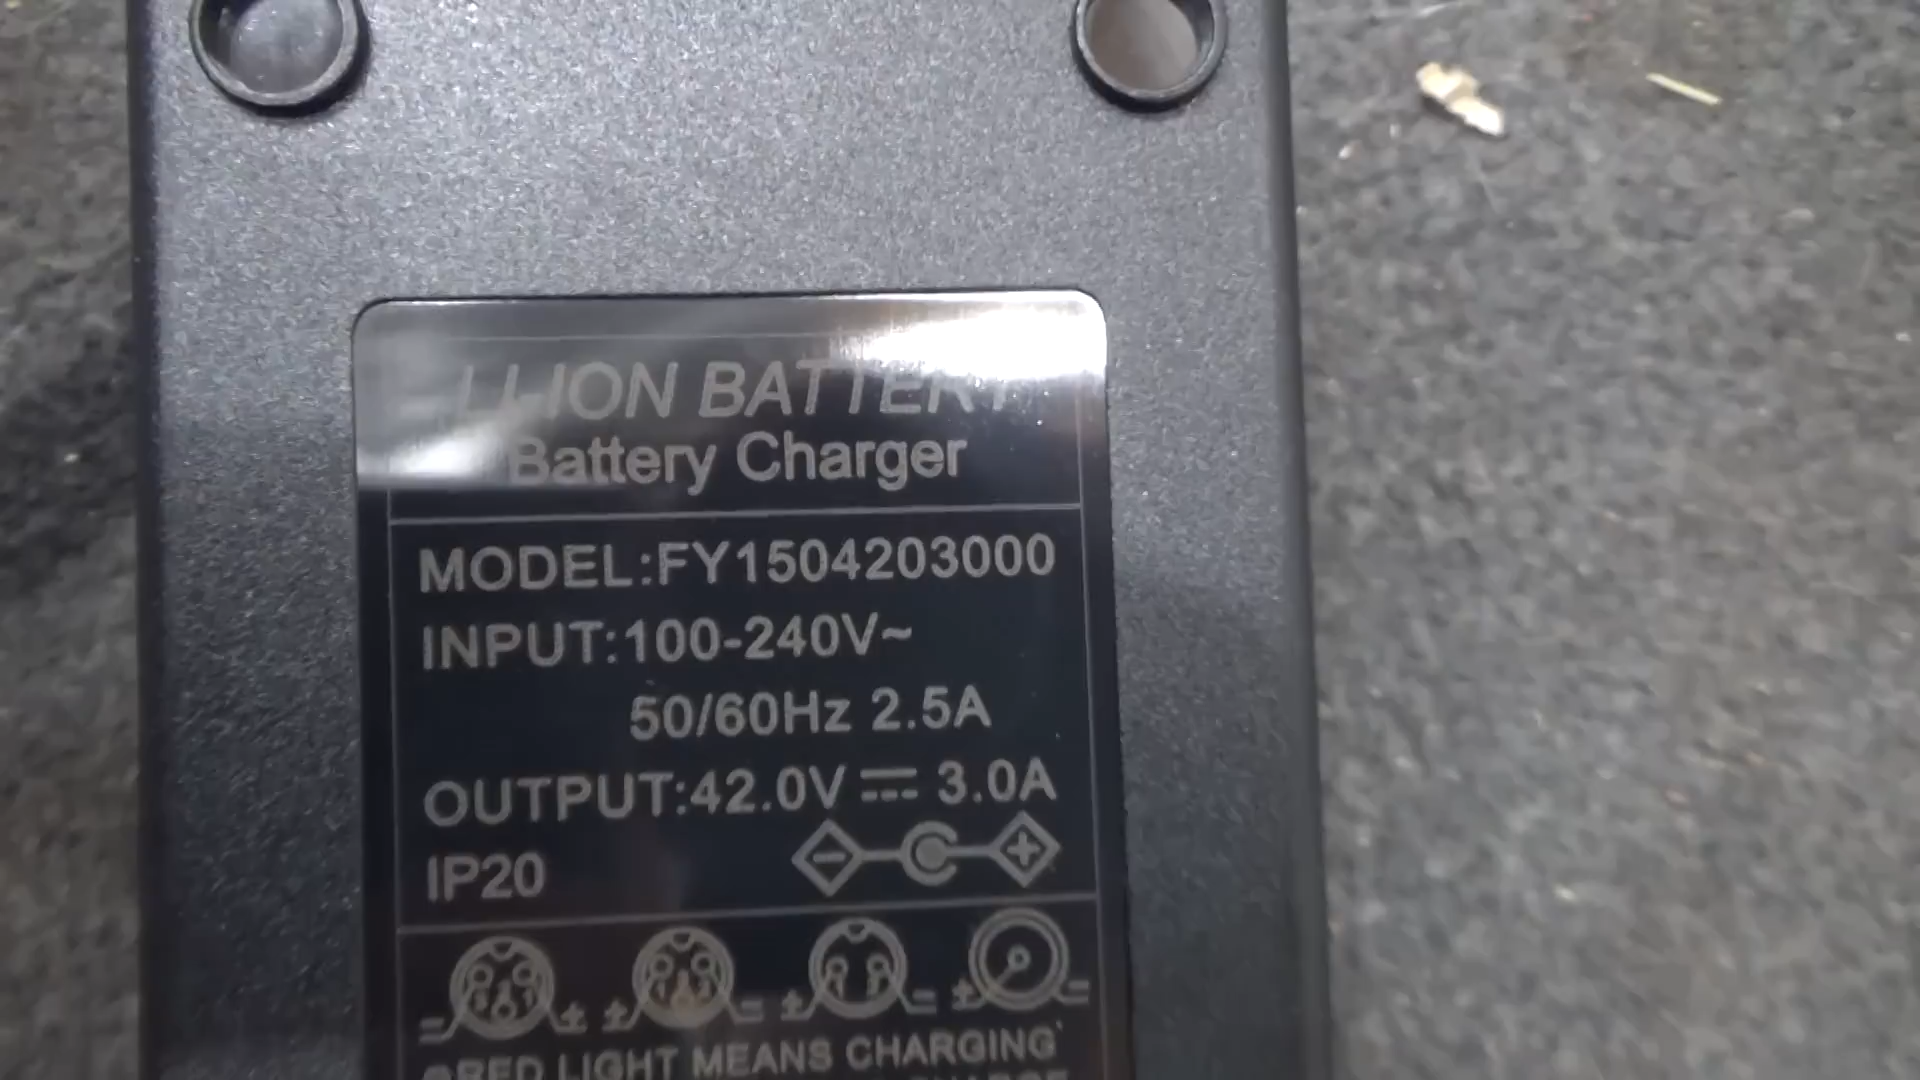 LI-ION BATTERY
Battery Charger
MODEL:FY1504203000
INPUT:100-240V~
50/60Hz 2.5A
OUTPUT:42.0V ⎓ 3.0A
IP20
RED LIGHT MEANS CHARGING